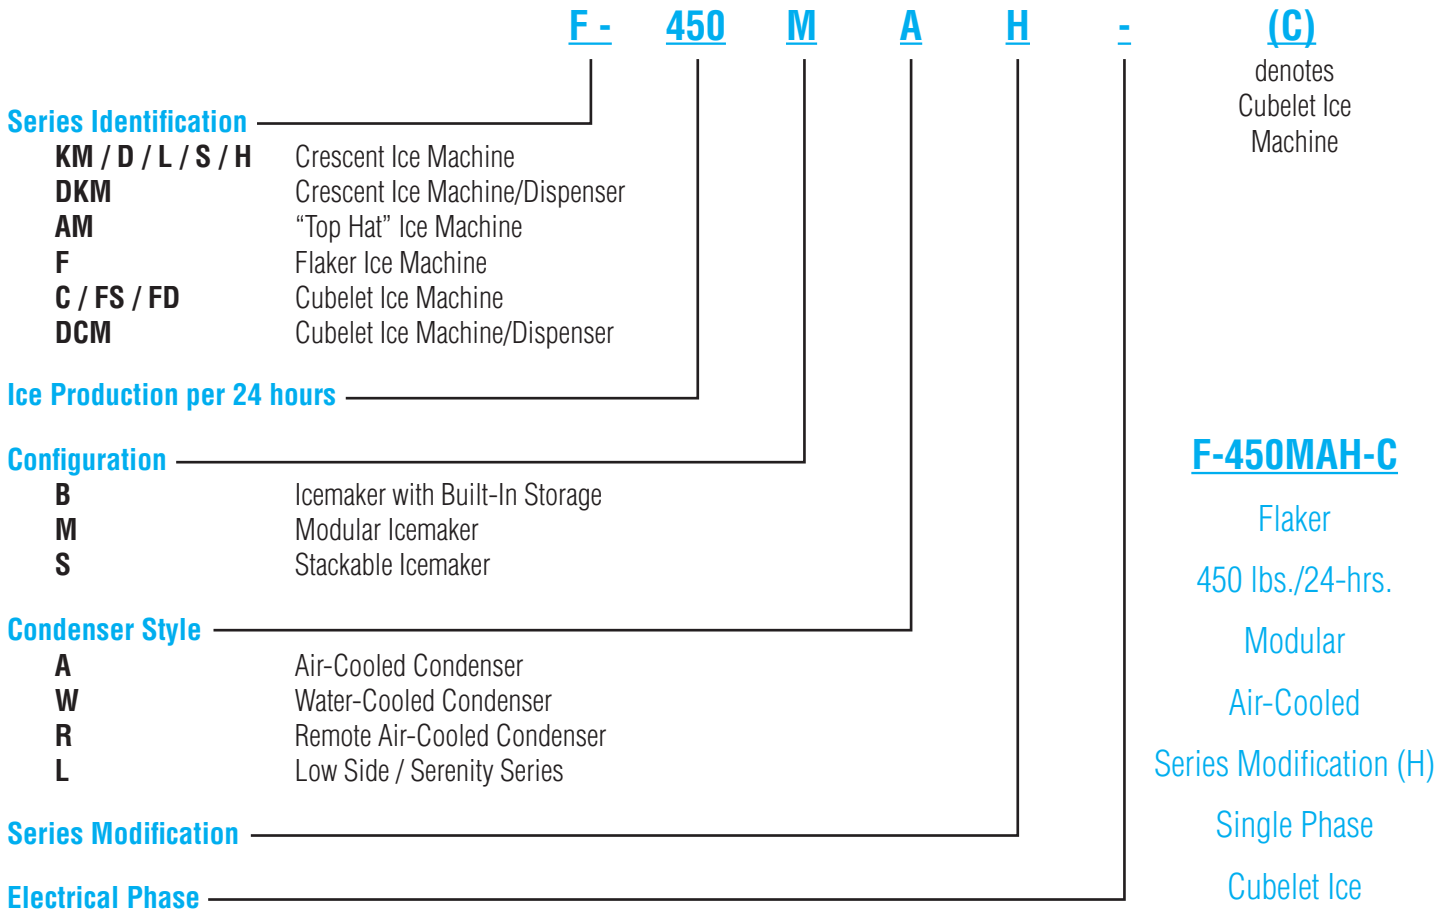 F - 450 M A H - (C)
denotes
Cubelet Ice
Machine
Series Identification
KM / D / L / S / H Crescent Ice Machine
DKM Crescent Ice Machine/Dispenser
AM “Top Hat” Ice Machine
F Flaker Ice Machine
C / FS / FD Cubelet Ice Machine
DCM Cubelet Ice Machine/Dispenser
Ice Production per 24 hours
Configuration
B Icemaker with Built-In Storage
M Modular Icemaker
S Stackable Icemaker
Condenser Style
A Air-Cooled Condenser
W Water-Cooled Condenser
R Remote Air-Cooled Condenser
L Low Side / Serenity Series
Series Modification
Electrical Phase
F-450MAH-C
Flaker
450 lbs./24-hrs.
Modular
Air-Cooled
Series Modification (H)
Single Phase
Cubelet Ice